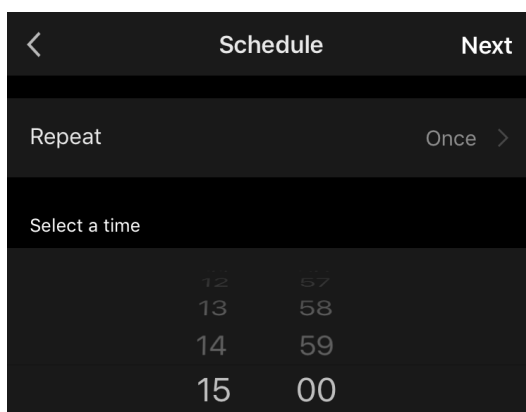 Schedule Next
Repeat Once
Select a time
12 57
13 58
14 59
15 00